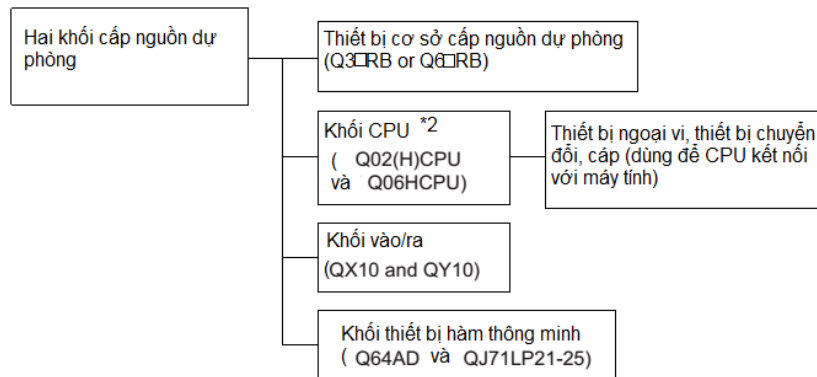 Hai khối cấp nguồn dự
phòng
Thiết bị cơ sở cấp nguồn dự phòng
(Q3□RB or Q6□RB)
Khối CPU *2
( Q02(H)CPU
và Q06HCPU)
Thiết bị ngoại vi, thiết bị chuyển
đổi, cáp (dùng để CPU kết nối
với máy tính)
Khối vào/ra
(QX10 and QY10)
Khối thiết bị hàm thông minh
( Q64AD và QJ71LP21-25)